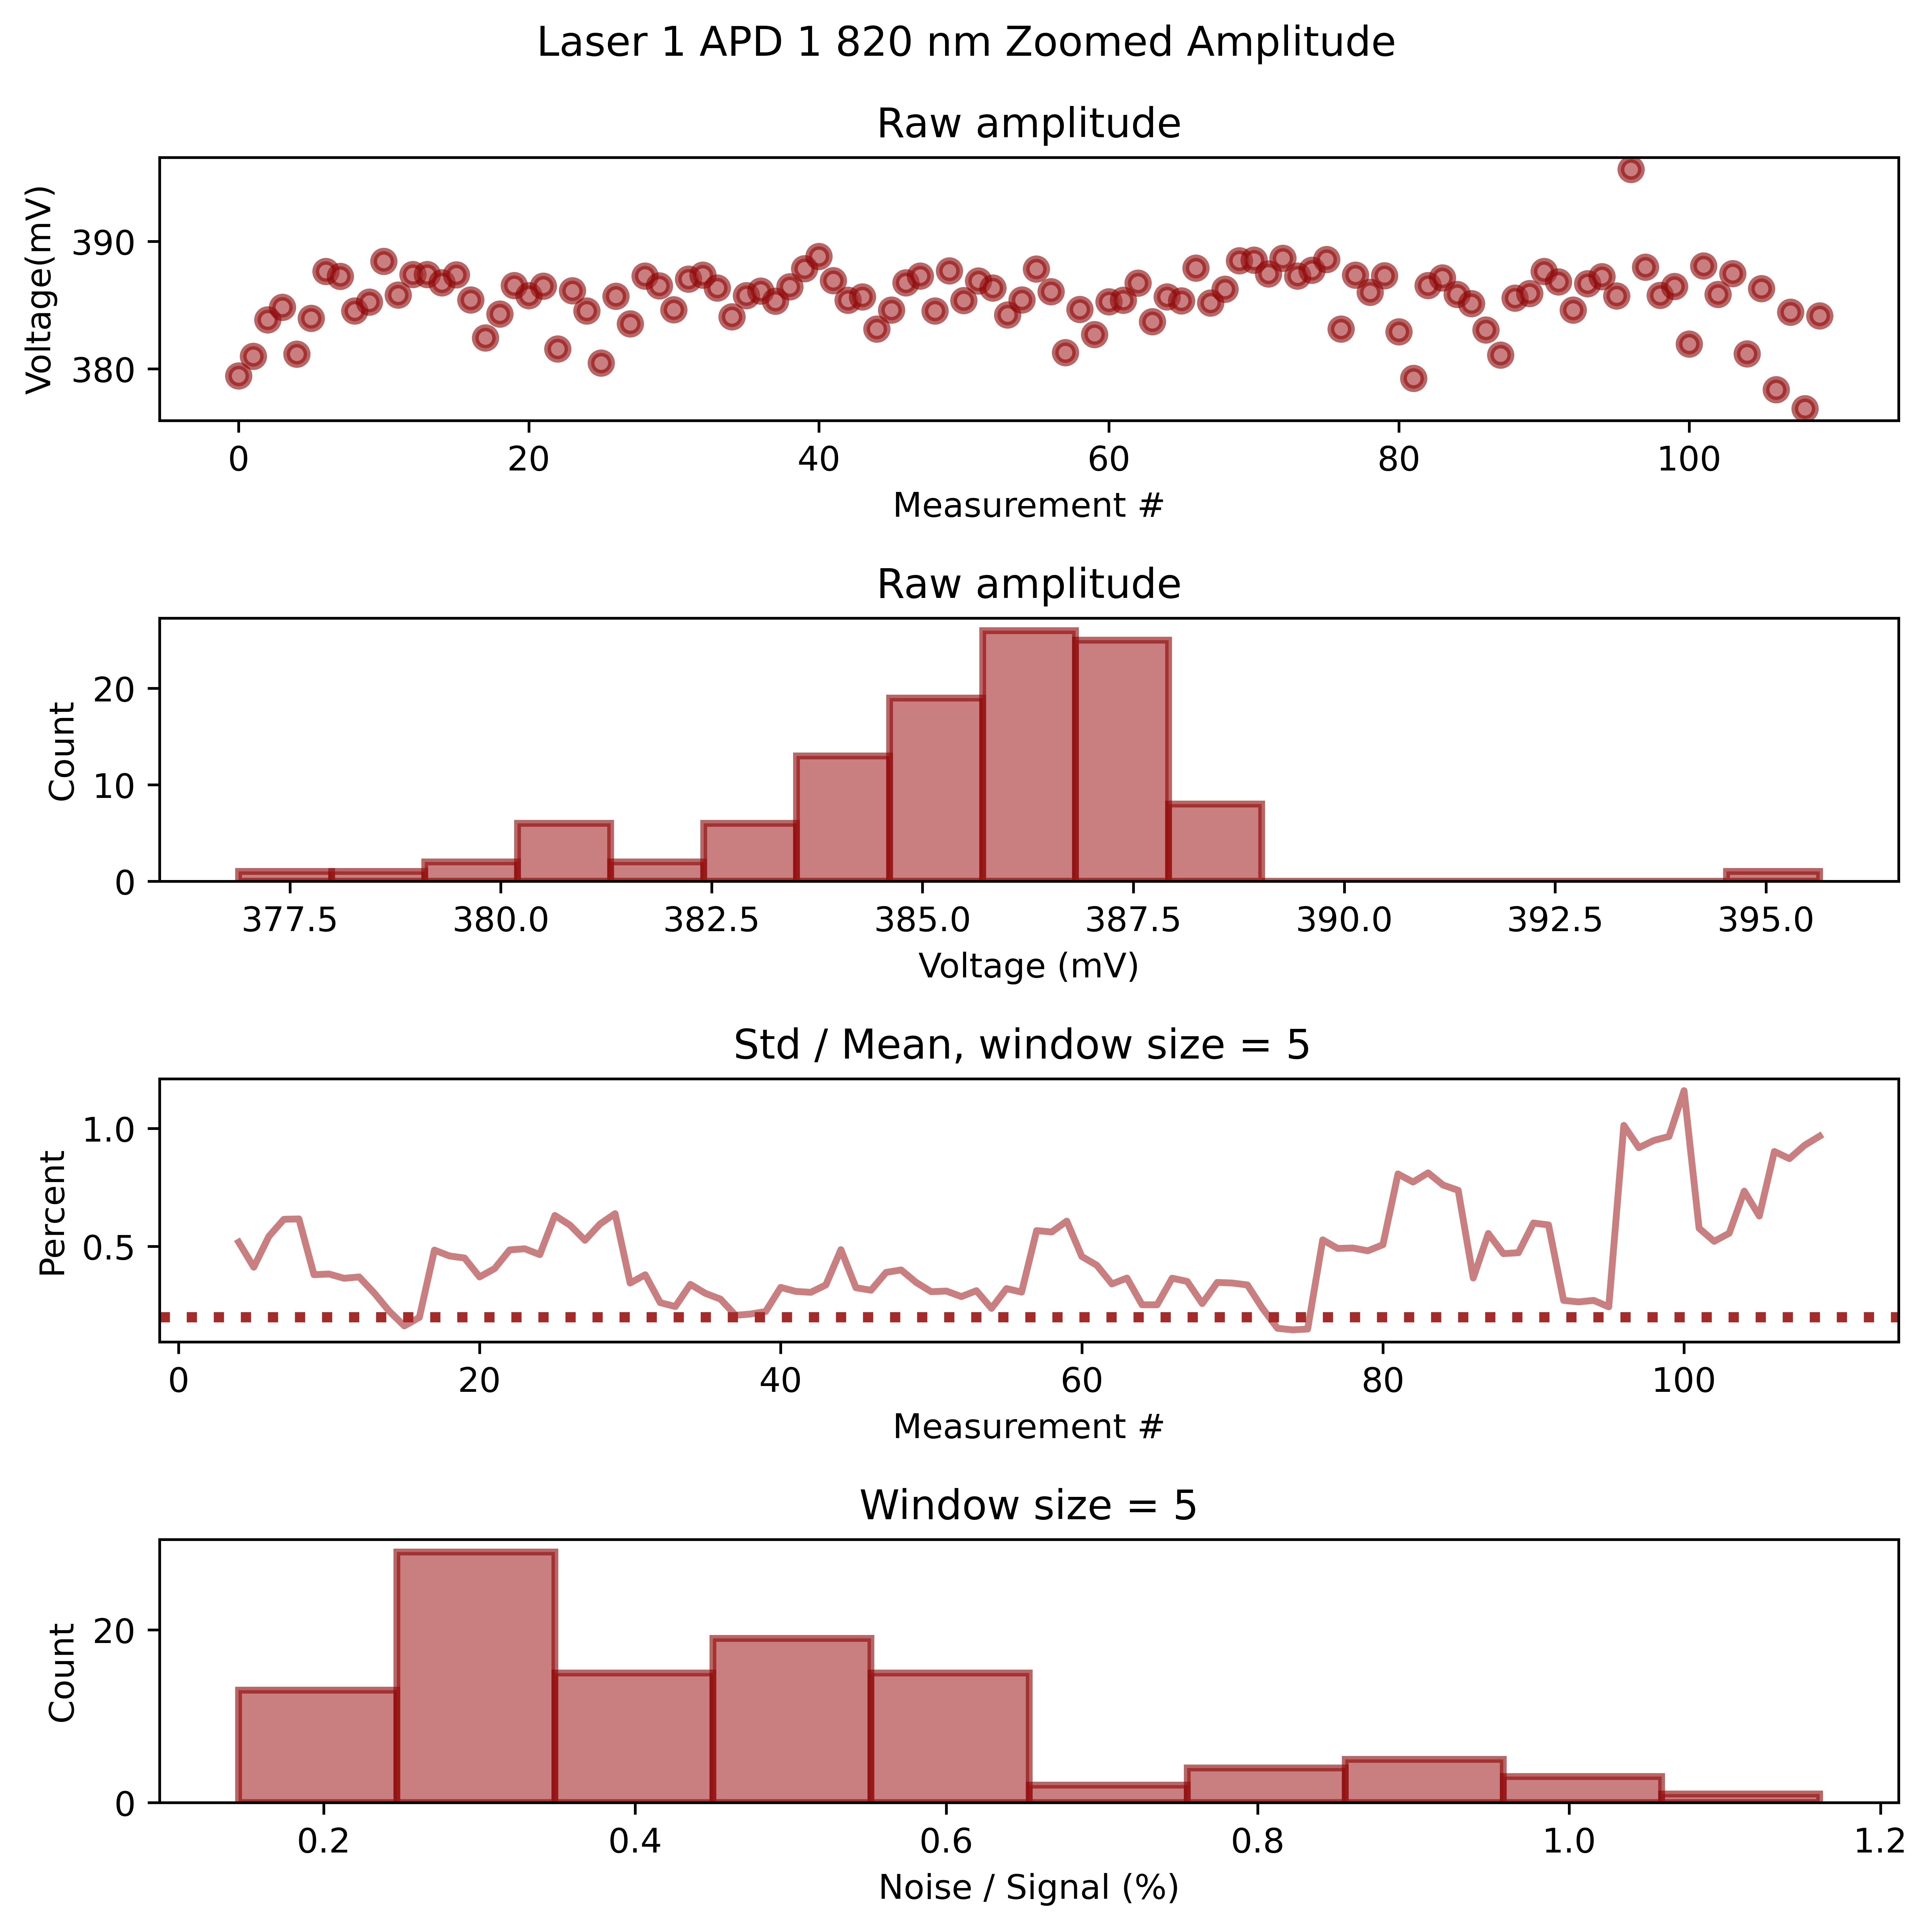 Laser 1 APD 1 820 nm Zoomed Amplitude
Raw amplitude
Voltage(mV)
390
380
0 20 40 60 80 100
Measurement #
Raw amplitude
Count
20
10
0
377.5 380.0 382.5 385.0 387.5 390.0 392.5 395.0
Voltage (mV)
Std / Mean, window size = 5
Percent
1.0
0.5
0 20 40 60 80 100
Measurement #
Window size = 5
Count
20
0
0.2 0.4 0.6 0.8 1.0 1.2
Noise / Signal (%)